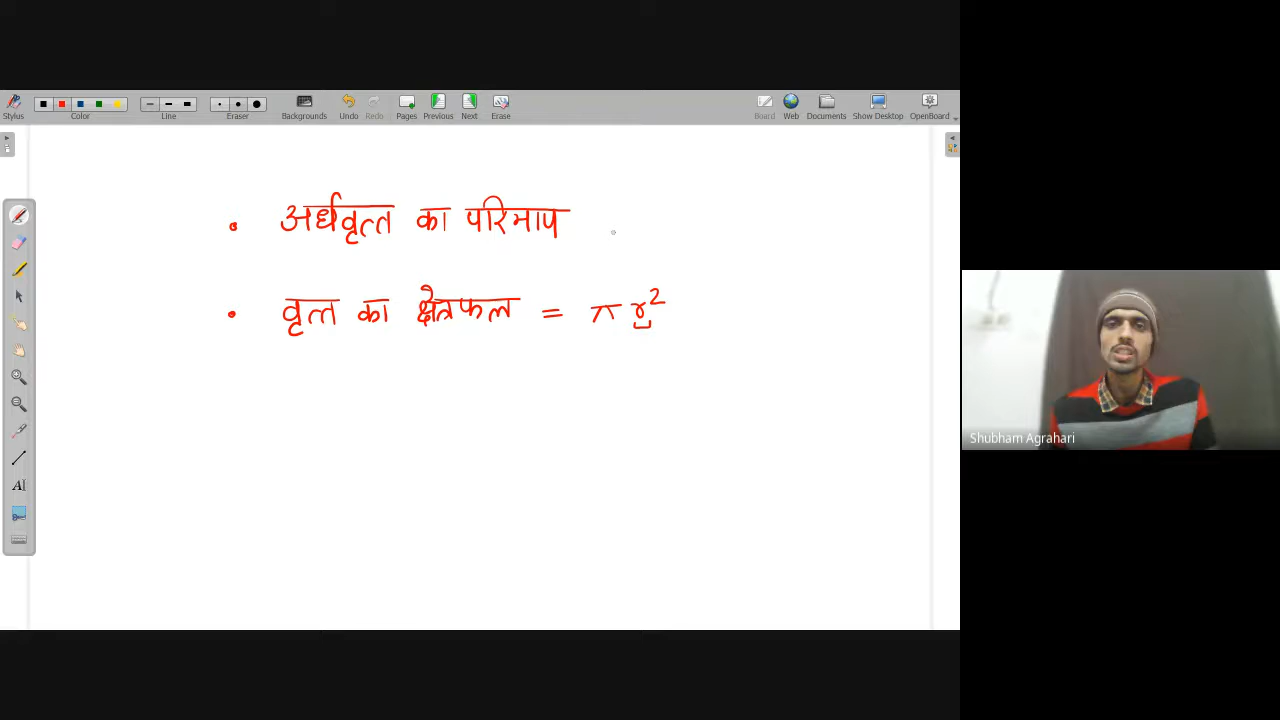 Stylus Color Line Eraser Backgrounds Undo Redo Pages Previous Next Erase Board Web Documents Show Desktop OpenBoard
• अर्धवृत्त का परिमाप
• वृत्त का क्षेत्रफल = πr²
Shubham Agrahari